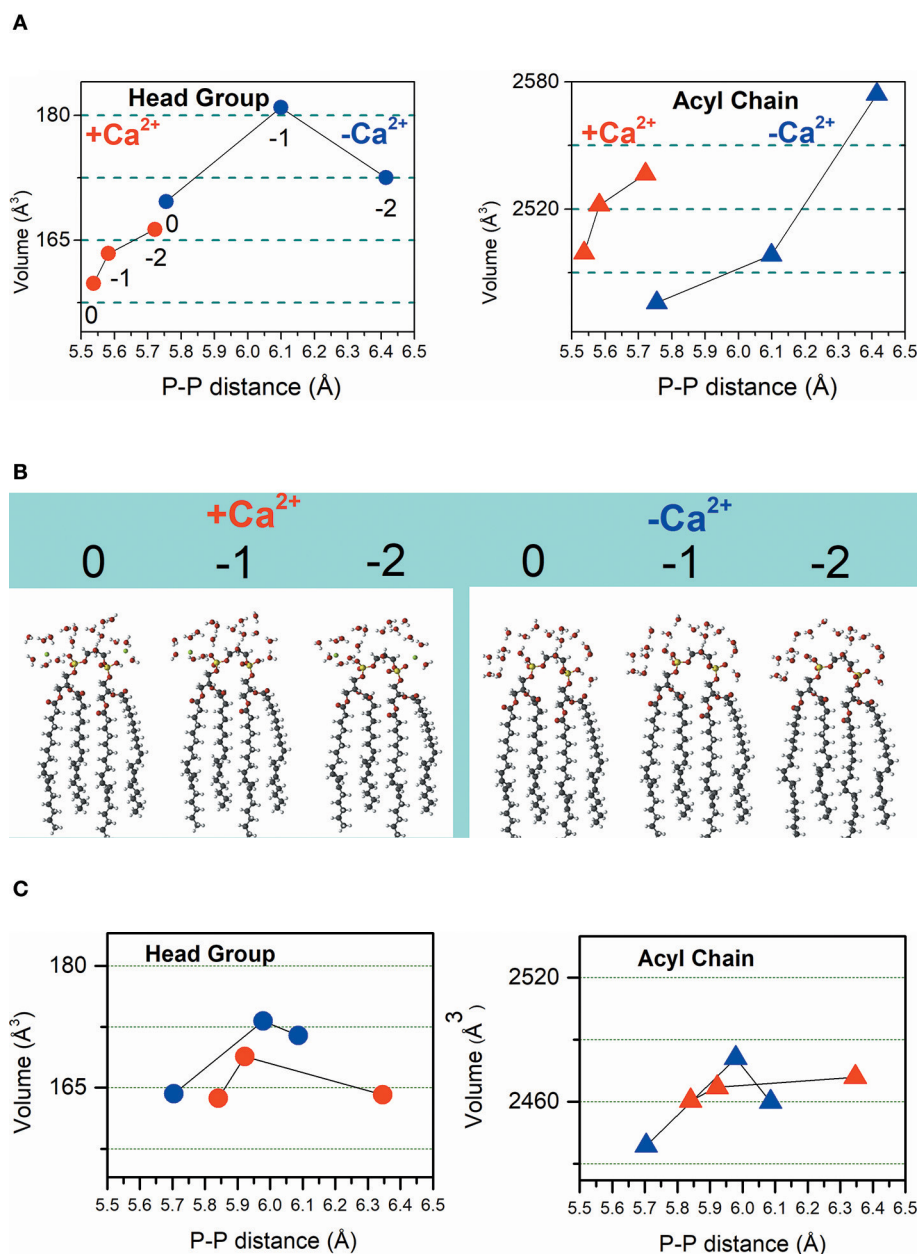 A
Head Group
+Ca²⁺
-Ca²⁺
180
165
Volume (Å³)
0
-1
-2
0
-1
-2
5.5 5.6 5.7 5.8 5.9 6.0 6.1 6.2 6.3 6.4 6.5
P-P distance (Å)
Acyl Chain
+Ca²⁺
-Ca²⁺
2580
2520
Volume (Å³)
5.5 5.6 5.7 5.8 5.9 6.0 6.1 6.2 6.3 6.4 6.5
P-P distance (Å)
B
+Ca²⁺ -Ca²⁺
0 -1 -2 0 -1 -2
C
Head Group
180
165
Volume (Å³)
5.5 5.6 5.7 5.8 5.9 6.0 6.1 6.2 6.3 6.4 6.5
P-P distance (Å)
Acyl Chain
2520
2460
Volume (Å³)
5.5 5.6 5.7 5.8 5.9 6.0 6.1 6.2 6.3 6.4 6.5
P-P distance (Å)